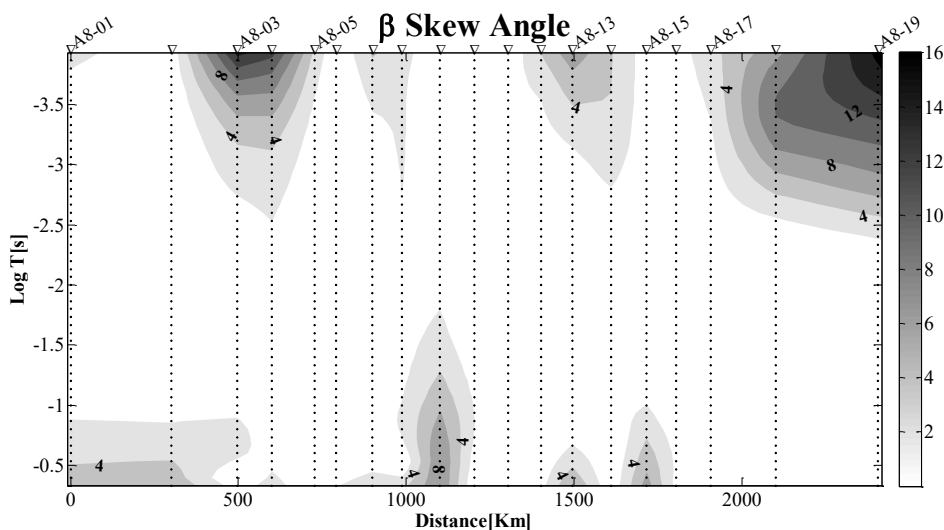 β Skew Angle
A8-01 A8-03 A8-05 A8-13 A8-15 A8-17 A8-19
16
-3.5 8 4 4 4 4 12 14
12
-3 4 4 8 10
-2.5 4
8
-2
Log T[s]
6
-1.5
4
-1 4
2
-0.5 4 4 8 4 4
0 500 1000 1500 2000
Distance[Km]